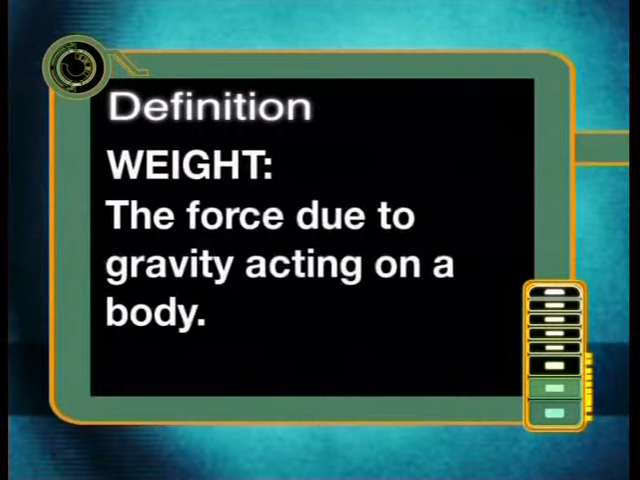 Definition
WEIGHT:
The force due to
gravity acting on a
body.